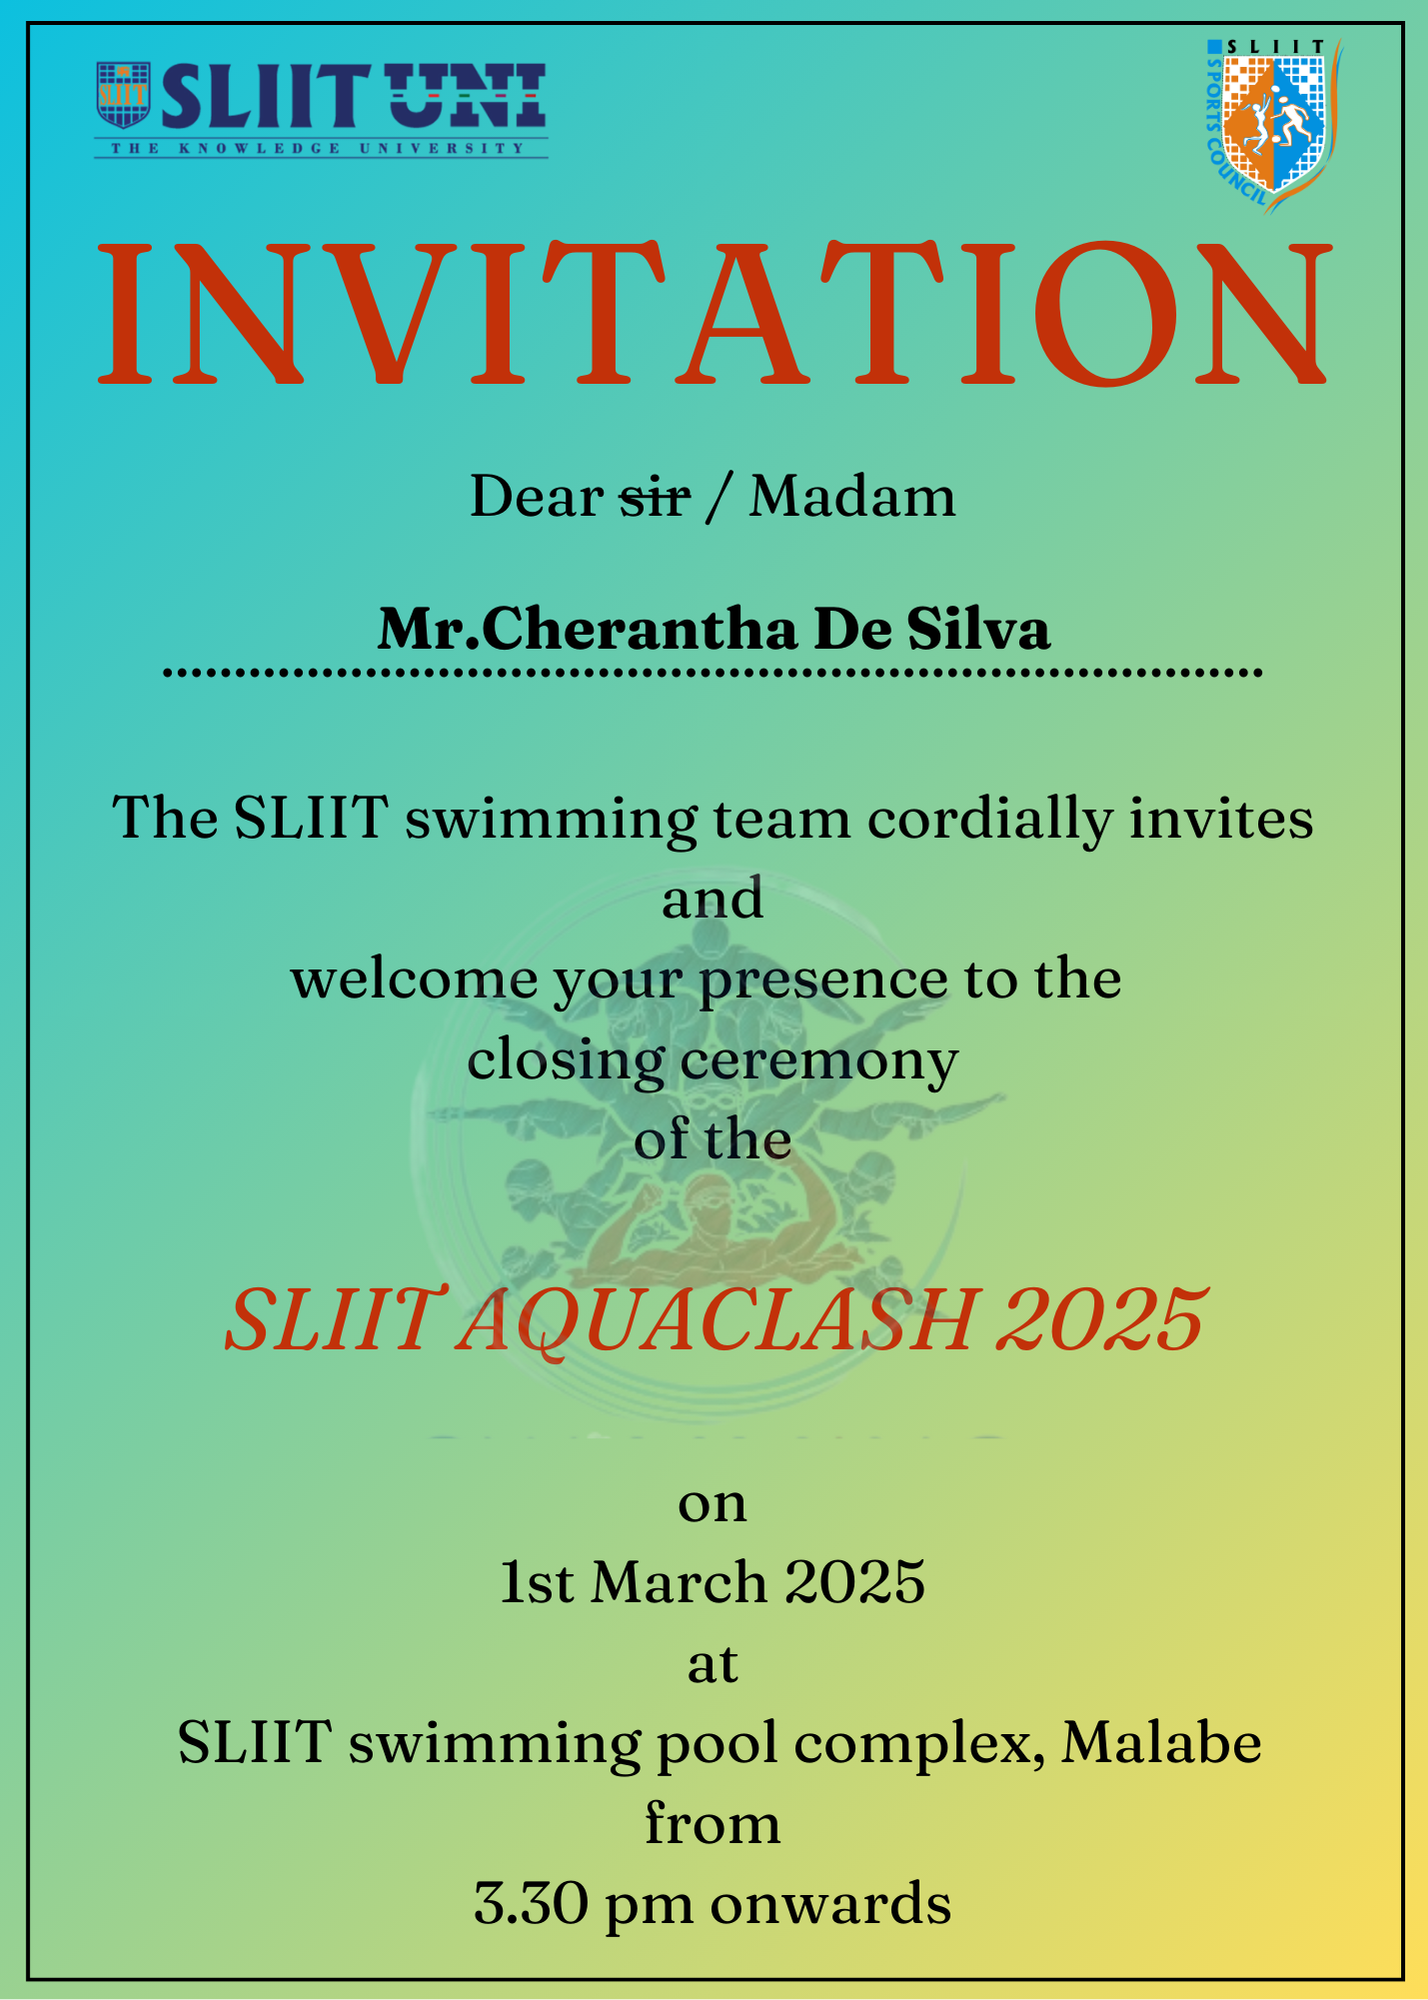 SLIIT
SLIIT UNI
THE KNOWLEDGE UNIVERSITY
SLIIT
SPORTS COUNCIL
INVITATION
Dear sir / Madam
Mr.Cherantha De Silva
The SLIIT swimming team cordially invites
and
welcome your presence to the
closing ceremony
of the
SLIIT AQUACLASH 2025
on
1st March 2025
at
SLIIT swimming pool complex, Malabe
from
3.30 pm onwards